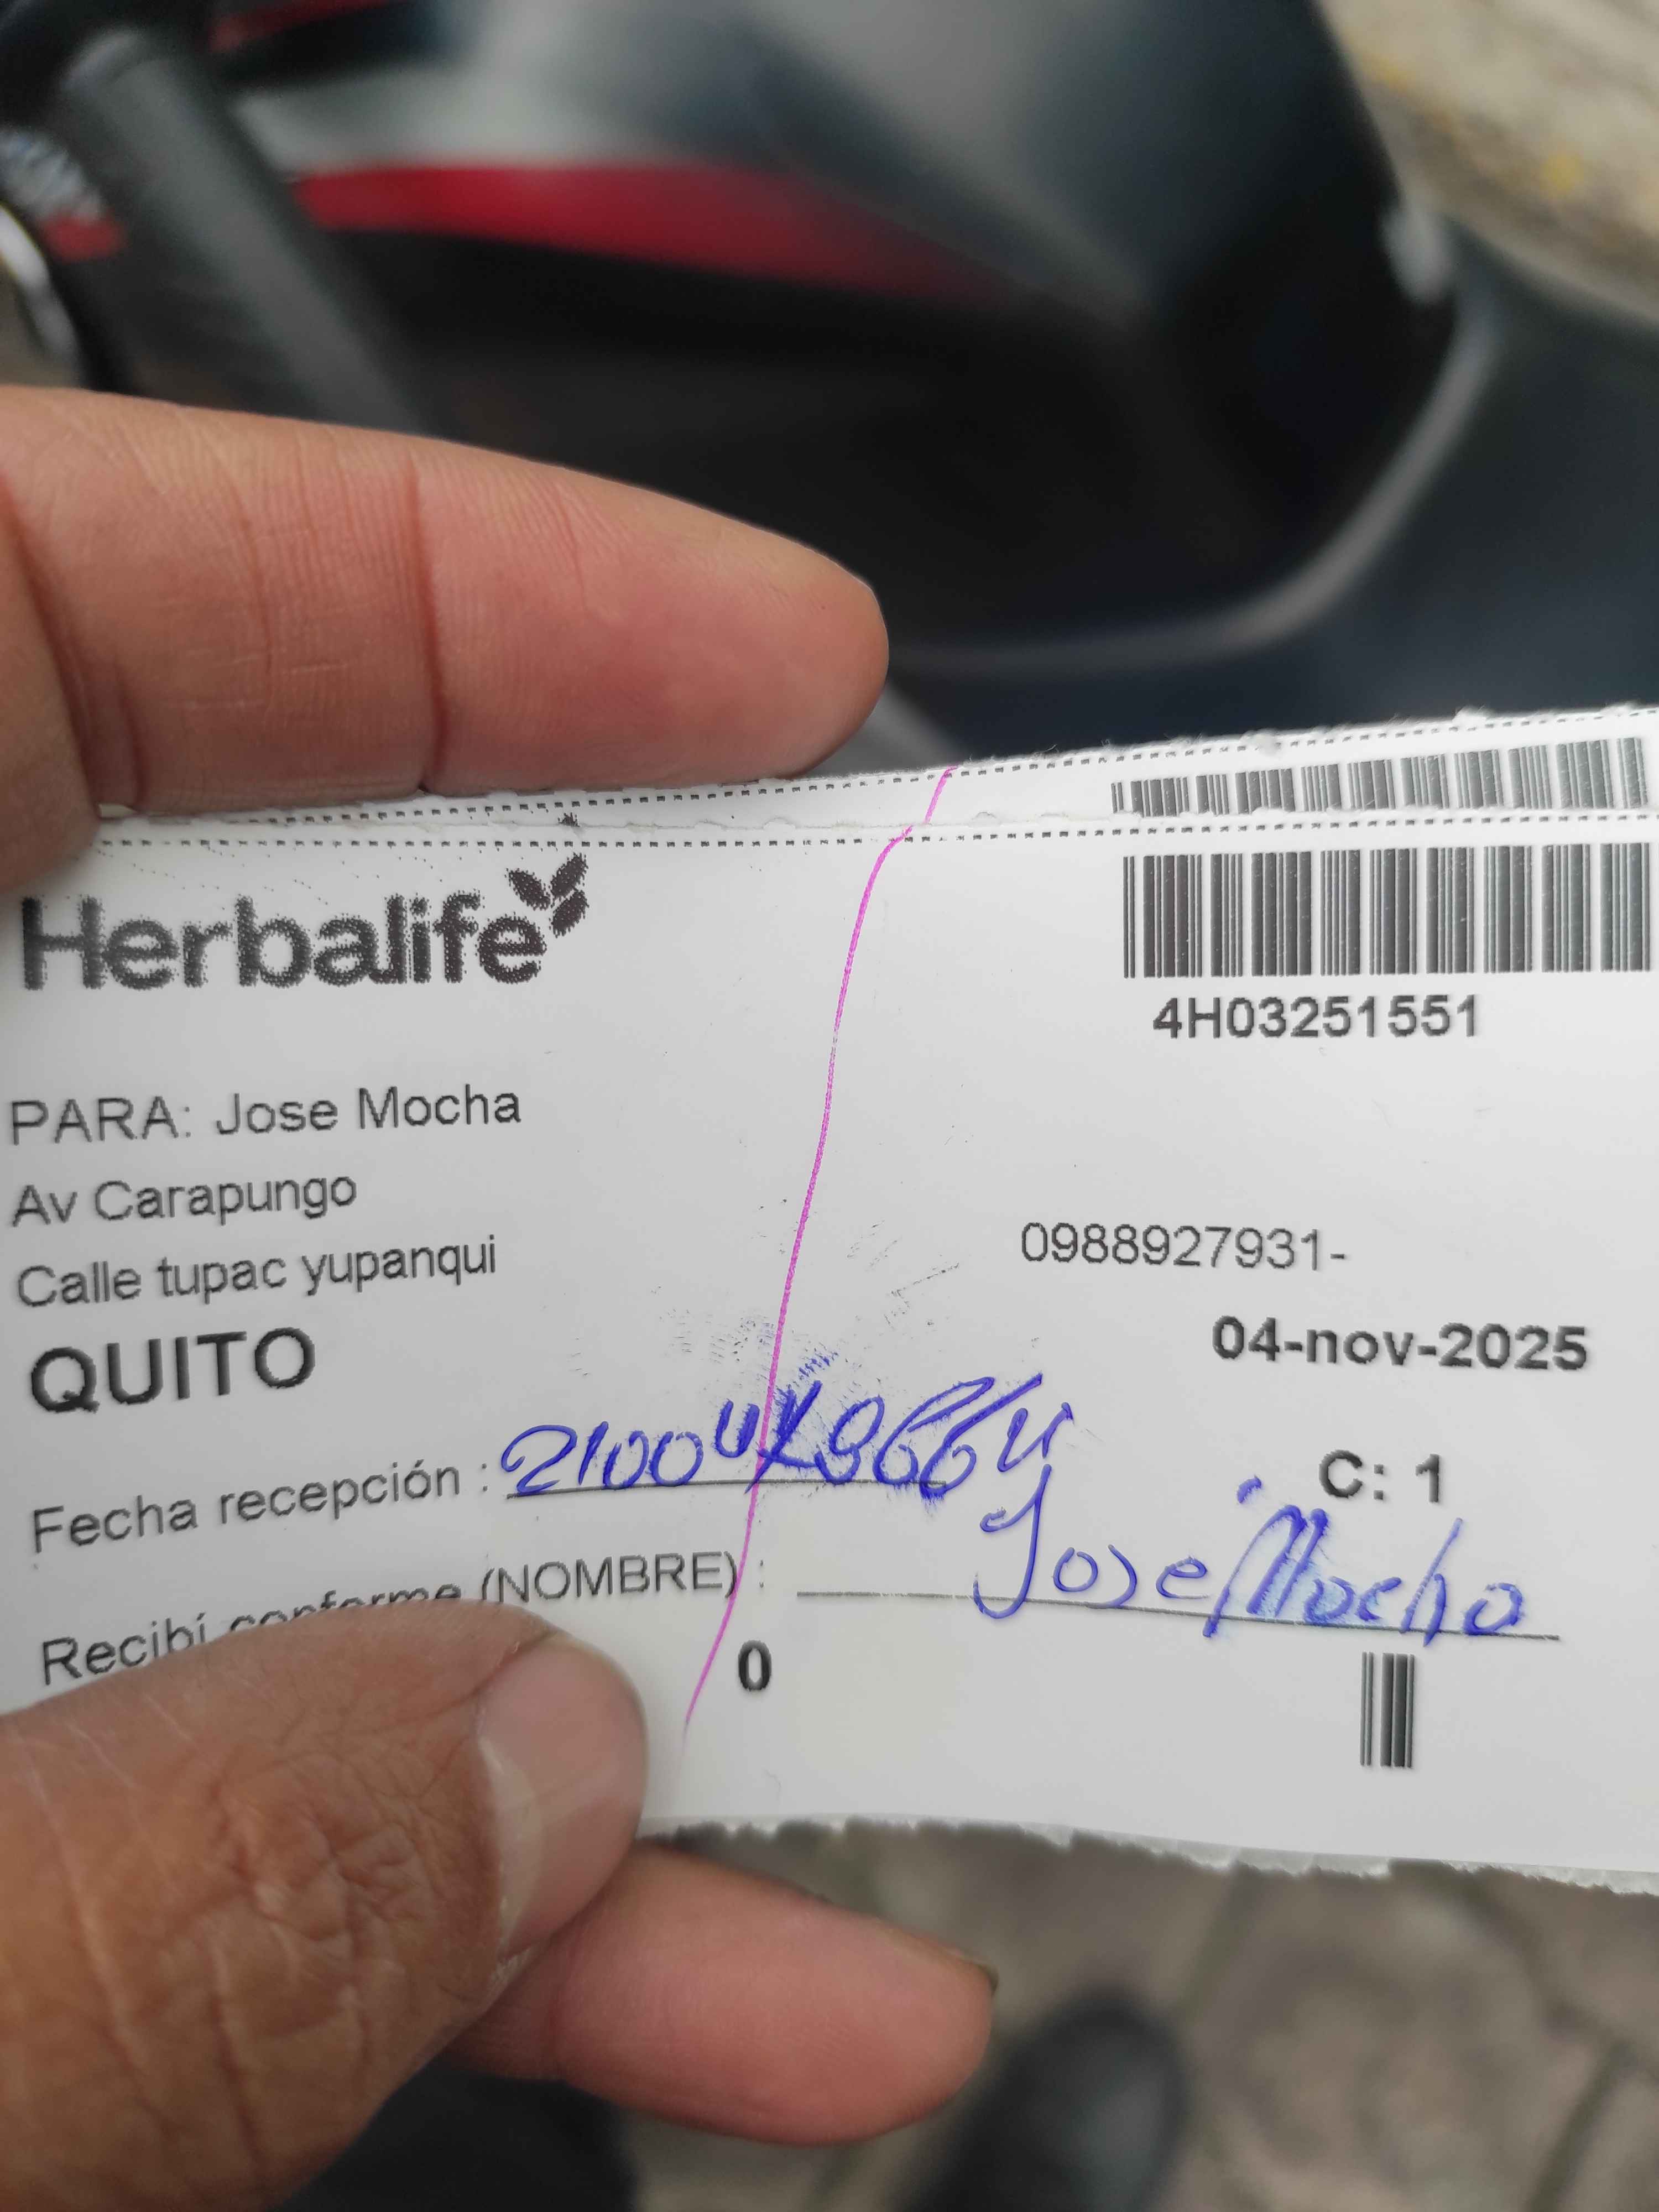 Herbalife
4H03251551
PARA: Jose Mocha
Av Carapungo
Calle tupac yupanqui
0988927931-
QUITO
04-nov-2025
Fecha recepción :
C: 1
Recibí conforme (NOMBRE) : Jose Mocha
0